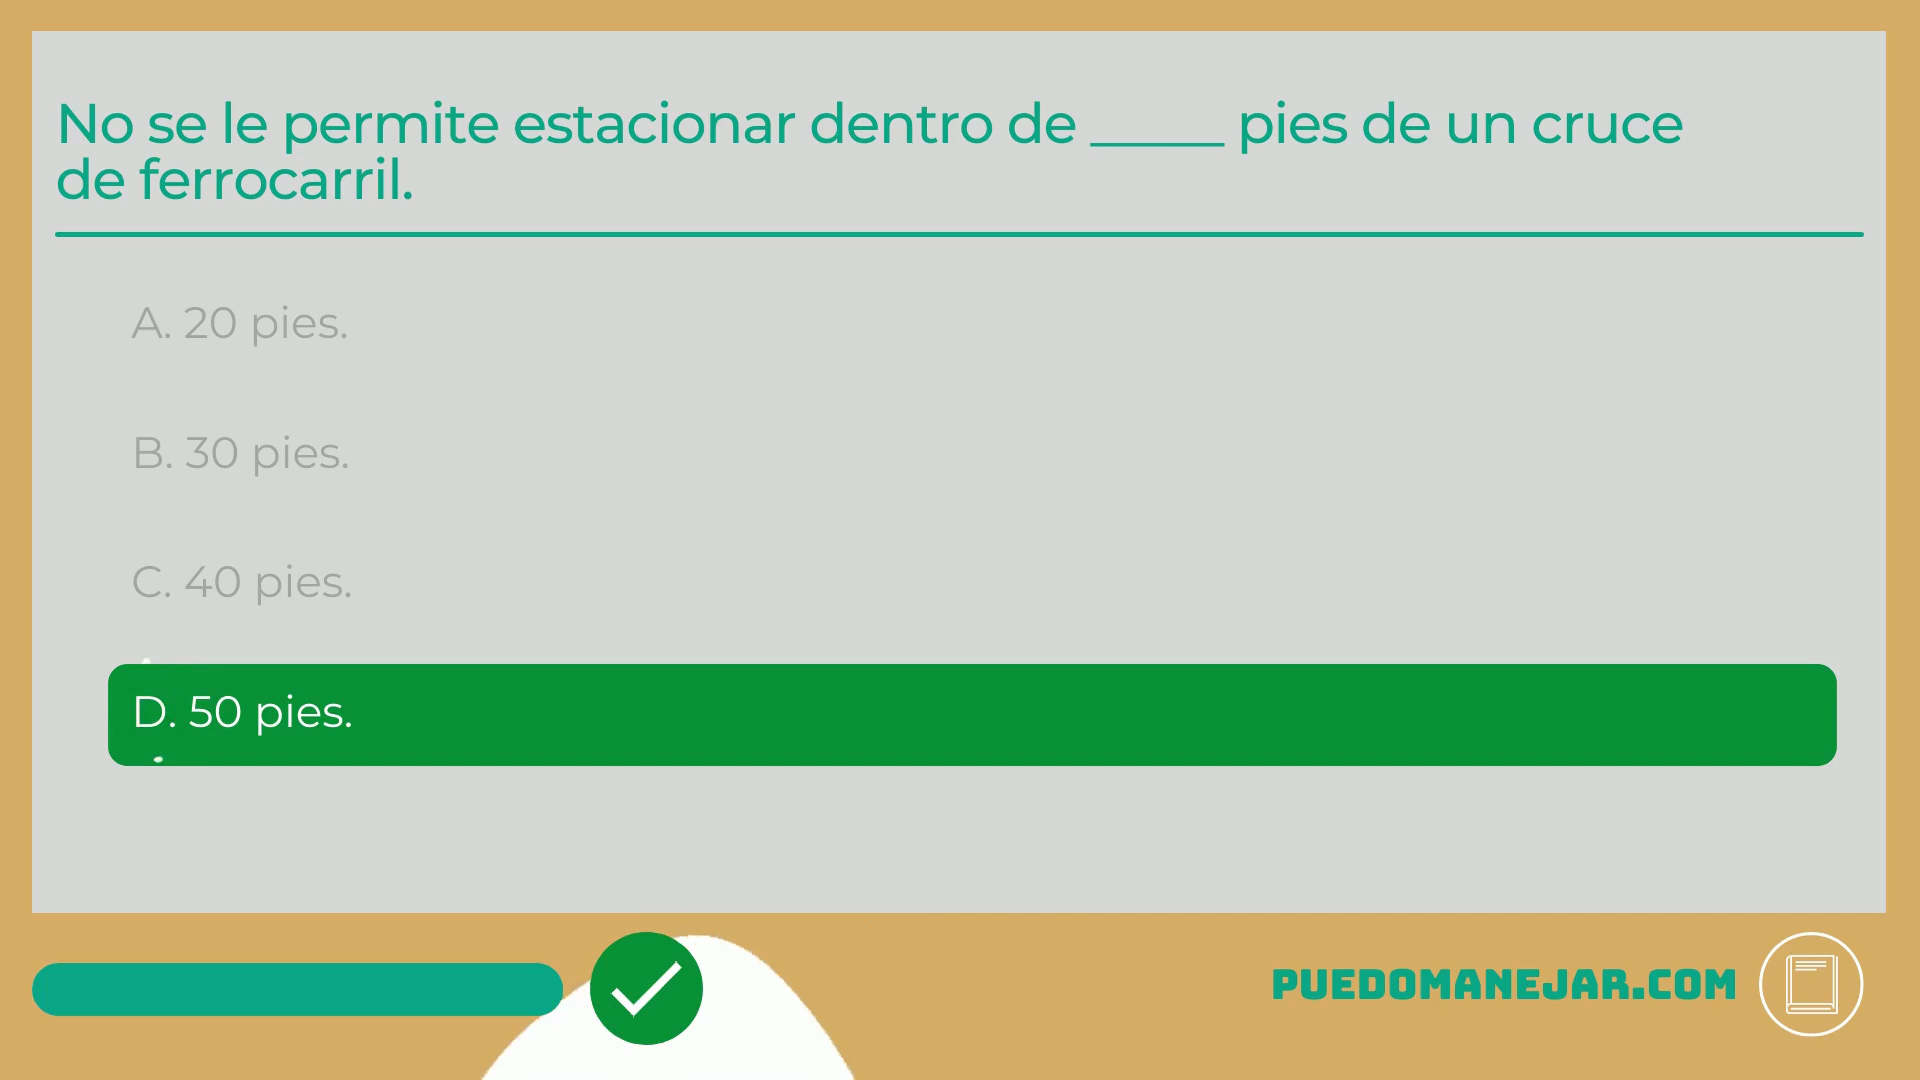 No se le permite estacionar dentro de _____ pies de un cruce
de ferrocarril.
A. 20 pies.
B. 30 pies.
C. 40 pies.
D. 50 pies.
PUEDOMANEJAR.COM